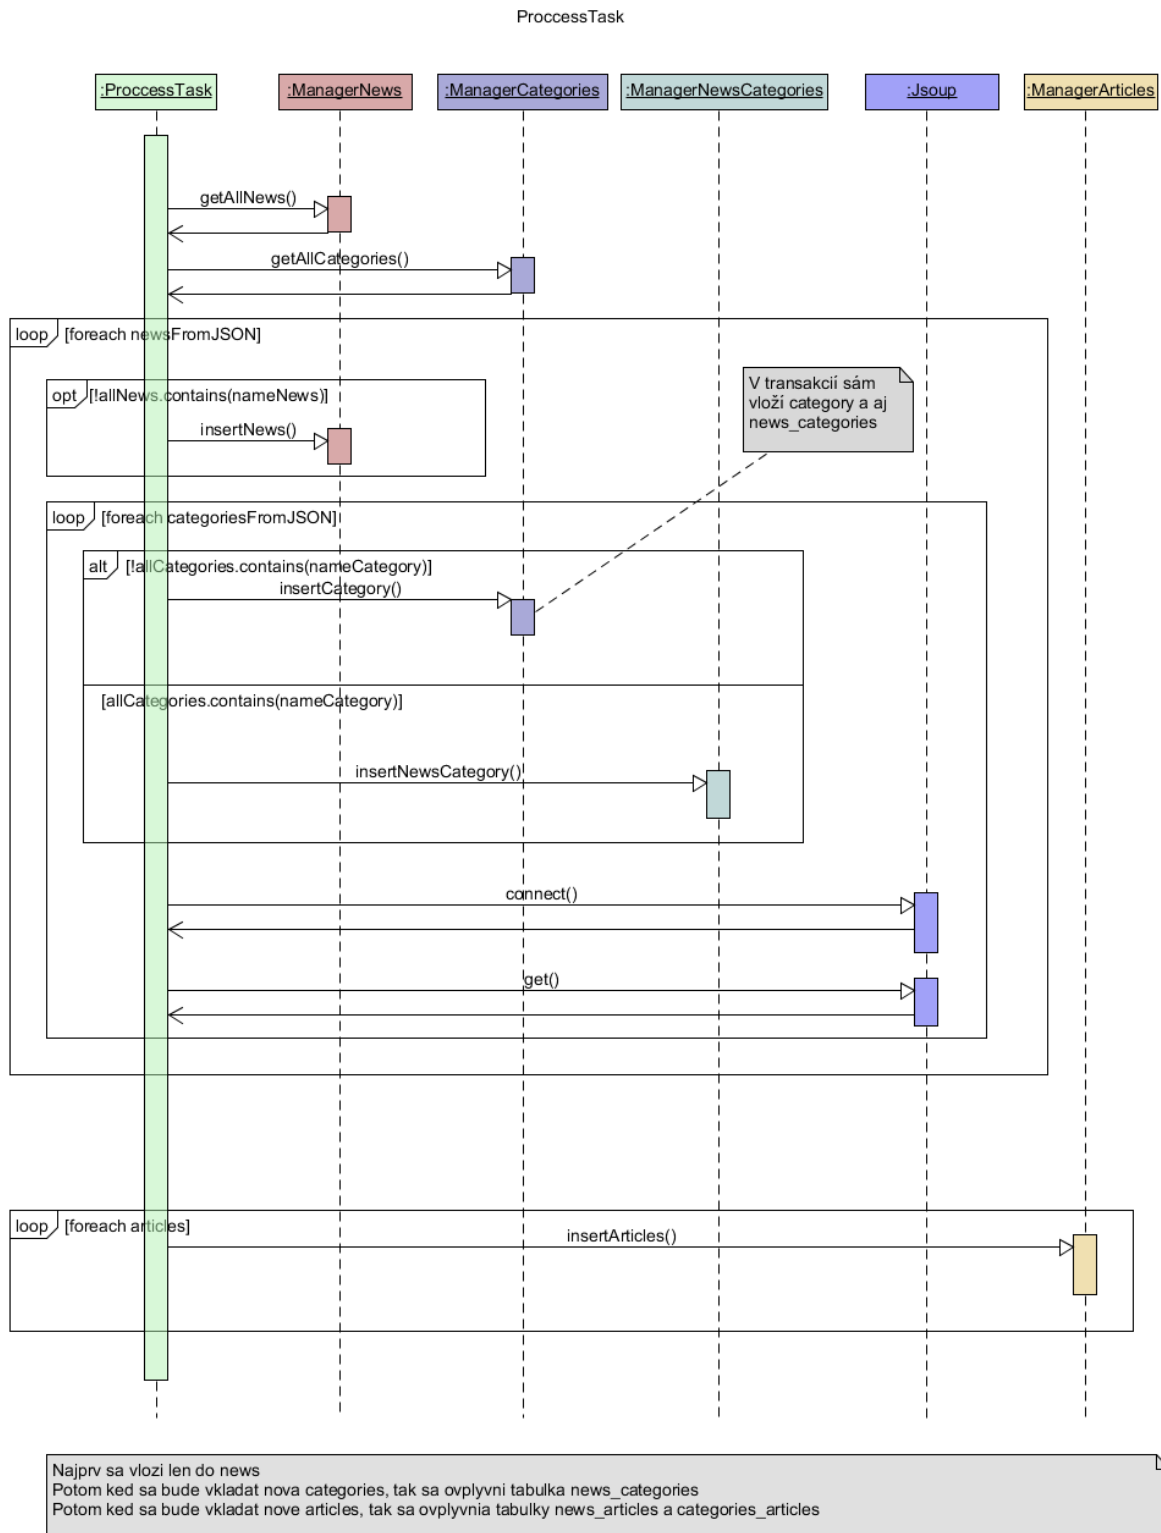 ProccessTask
:ProccessTask
:ManagerNews
:ManagerCategories
:ManagerNewsCategories
:Jsoup
:ManagerArticles
getAllNews()
getAllCategories()
loop
[foreach newsFromJSON]
opt
[!allNews.contains(nameNews)]
insertNews()
V transakcií sám
vloží category a aj
news_categories
loop
[foreach categoriesFromJSON]
alt
[!allCategories.contains(nameCategory)]
insertCategory()
[allCategories.contains(nameCategory)]
insertNewsCategory()
connect()
get()
loop
[foreach articles]
insertArticles()
Najprv sa vlozi len do news
Potom ked sa bude vkladat nova categories, tak sa ovplyvni tabulka news_categories
Potom ked sa bude vkladat nove articles, tak sa ovplyvnia tabulky news_articles a categories_articles